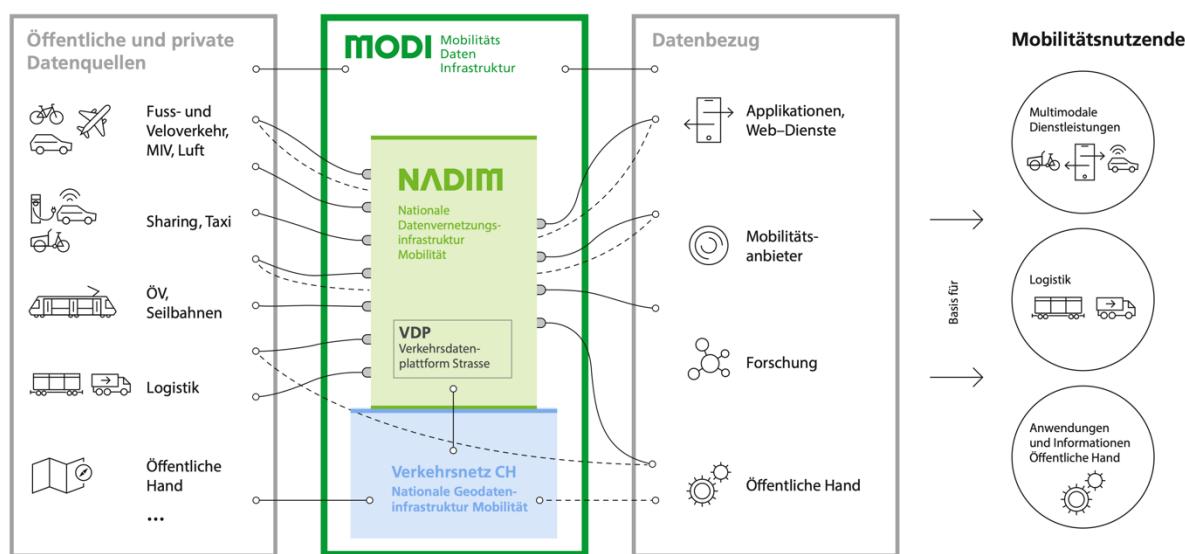 Öffentliche und private
Datenquellen
Fuss- und
Veloverkehr,
MIV, Luft
Sharing, Taxi
ÖV,
Seilbahnen
Logistik
Öffentliche
Hand
...
MODI
Mobilitäts
Daten
Infrastruktur
NADIM
Nationale
Datenvernetzungs-
infrastruktur
Mobilität
VDP
Verkehrsdaten-
plattform Strasse
Verkehrsnetz CH
Nationale Geodaten-
infrastruktur Mobilität
Datenbezug
Applikationen,
Web–Dienste
Mobilitäts-
anbieter
Forschung
Öffentliche Hand
Basis für
Mobilitätsnutzende
Multimodale
Dienstleistungen
Logistik
Anwendungen
und Informationen
Öffentliche Hand